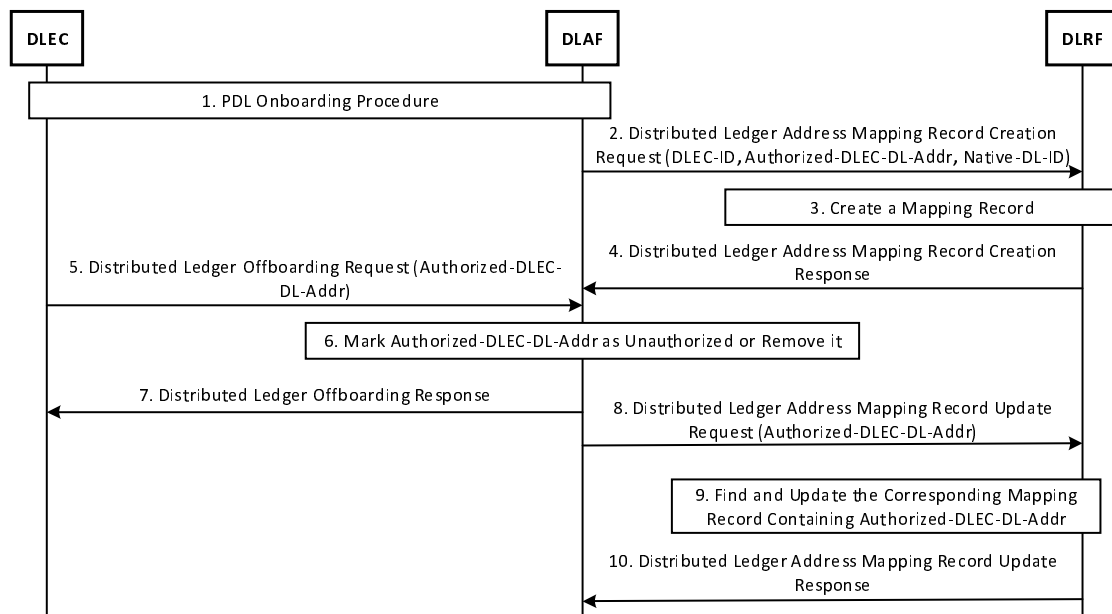 DLEC
DLAF
DLRF
1. PDL Onboarding Procedure
2. Distributed Ledger Address Mapping Record Creation
Request (DLEC-ID, Authorized-DLEC-DL-Addr, Native-DL-ID)
3. Create a Mapping Record
4. Distributed Ledger Address Mapping Record Creation
Response
5. Distributed Ledger Offboarding Request (Authorized-DLEC-
DL-Addr)
6. Mark Authorized-DLEC-DL-Addr as Unauthorized or Remove it
7. Distributed Ledger Offboarding Response
8. Distributed Ledger Address Mapping Record Update
Request (Authorized-DLEC-DL-Addr)
9. Find and Update the Corresponding Mapping
Record Containing Authorized-DLEC-DL-Addr
10. Distributed Ledger Address Mapping Record Update
Response